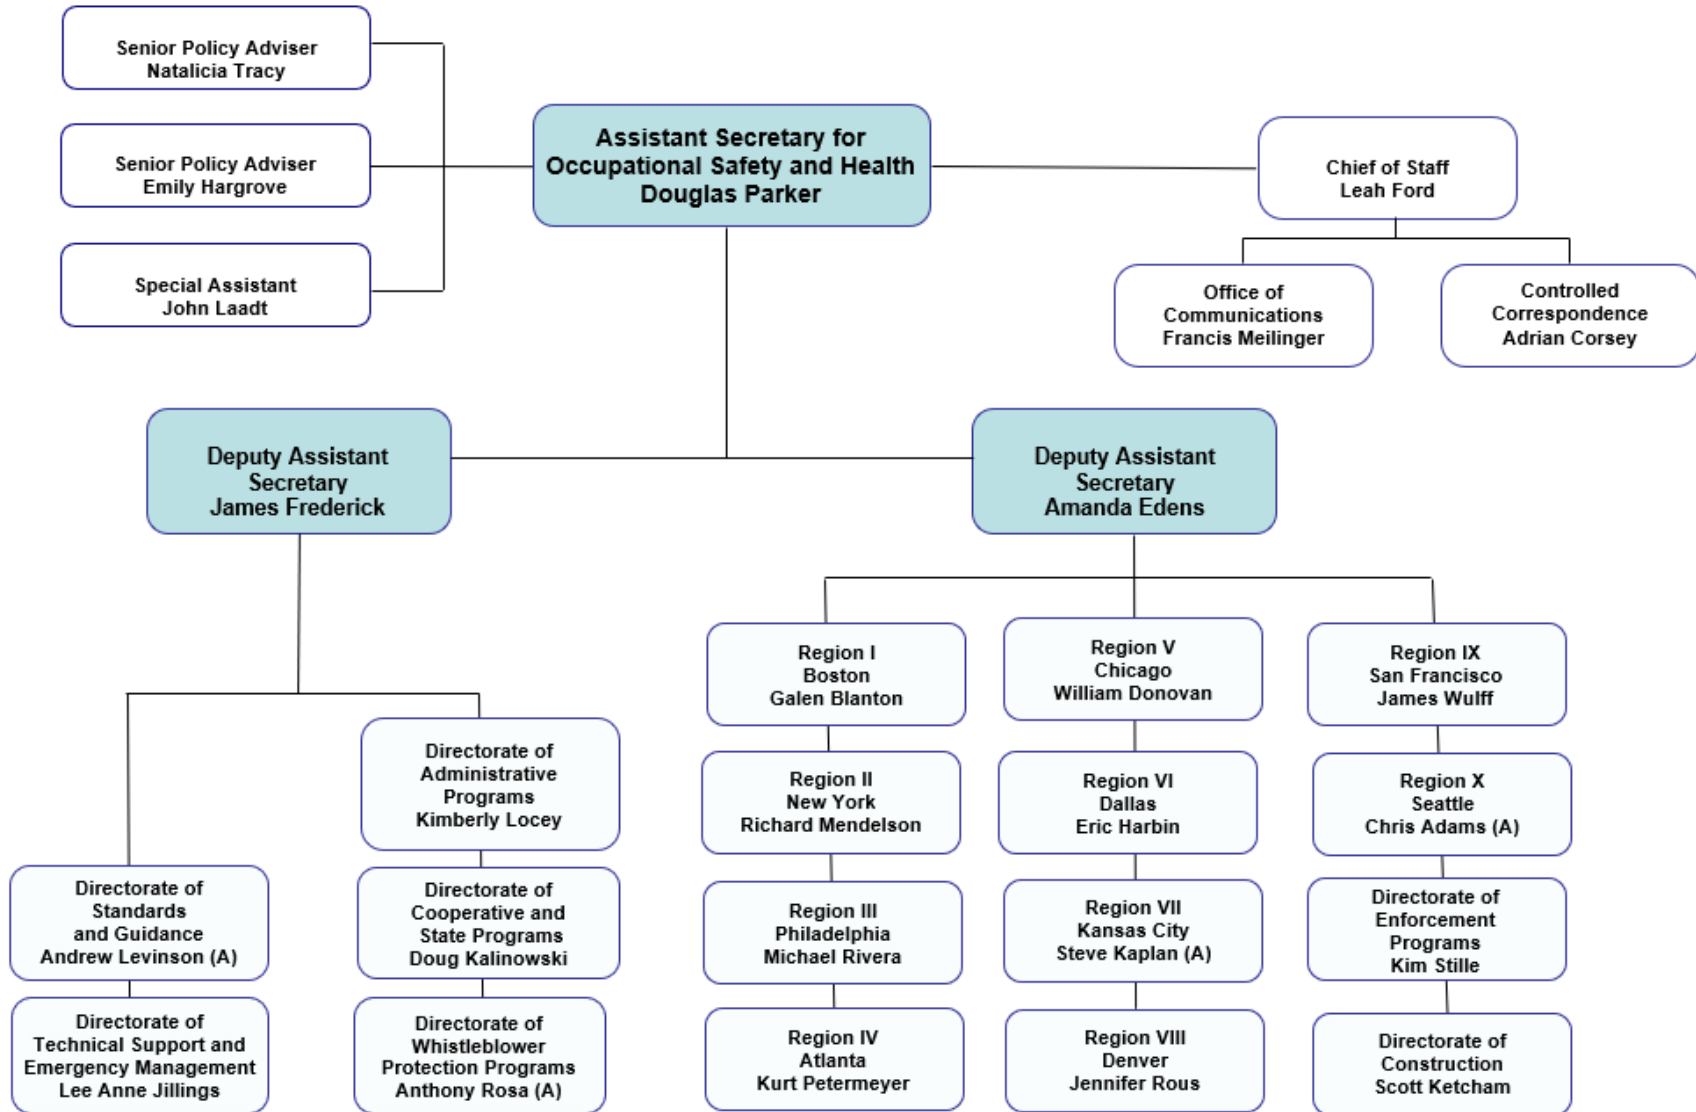 Senior Policy Adviser
Natalicia Tracy
Senior Policy Adviser
Emily Hargrove
Special Assistant
John Laadt
Assistant Secretary for
Occupational Safety and Health
Douglas Parker
Chief of Staff
Leah Ford
Office of
Communications
Francis Meilinger
Controlled
Correspondence
Adrian Corsey
Deputy Assistant
Secretary
James Frederick
Deputy Assistant
Secretary
Amanda Edens
Directorate of
Standards
and Guidance
Andrew Levinson (A)
Directorate of
Technical Support and
Emergency Management
Lee Anne Jillings
Directorate of
Administrative
Programs
Kimberly Locey
Directorate of
Cooperative and
State Programs
Doug Kalinowski
Directorate of
Whistleblower
Protection Programs
Anthony Rosa (A)
Region I
Boston
Galen Blanton
Region II
New York
Richard Mendelson
Region III
Philadelphia
Michael Rivera
Region IV
Atlanta
Kurt Petermeyer
Region V
Chicago
William Donovan
Region VI
Dallas
Eric Harbin
Region VII
Kansas City
Steve Kaplan (A)
Region VIII
Denver
Jennifer Rous
Region IX
San Francisco
James Wulff
Region X
Seattle
Chris Adams (A)
Directorate of
Enforcement
Programs
Kim Stille
Directorate of
Construction
Scott Ketcham